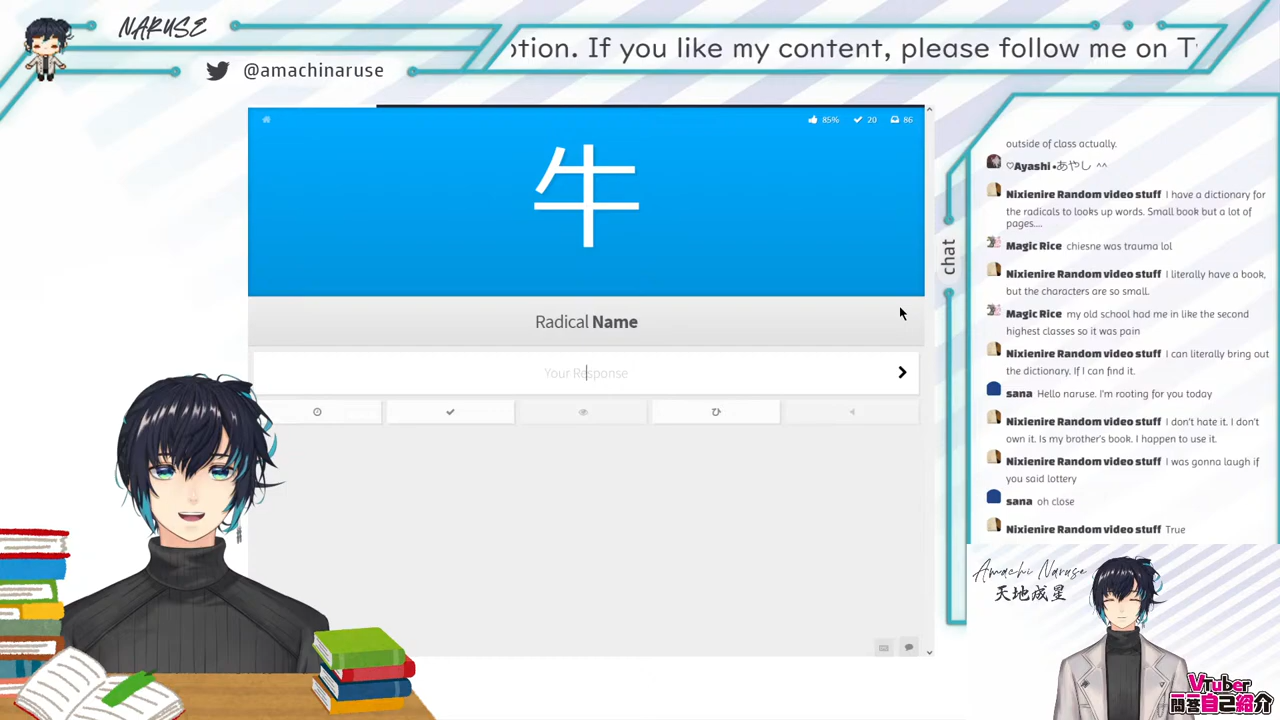 NARUSE
@amachinaruse
otion. If you like my content, please follow me on T
85% 20 86
牛
Radical Name
Your Response
ひ
chat
outside of class actually.
♡Ayashi •あやし ^^
Nixienire Random video stuff I have a dictionary for
the radicals to looks up words. Small book but a lot of
pages....
Magic Rice chiesne was trauma lol
Nixienire Random video stuff I literally have a book,
but the characters are so small.
Magic Rice my old school had me in like the second
highest classes so it was pain
Nixienire Random video stuff I can literally bring out
the dictionary. If I can find it.
sana Hello naruse. I'm rooting for you today
Nixienire Random video stuff I don't hate it. I don't
own it. Is my brother's book. I happen to use it.
Nixienire Random video stuff I was gonna laugh if
you said lottery
sana oh close
Nixienire Random video stuff True
Amachi Naruse
天地成星
VTuber
問答自己紹介